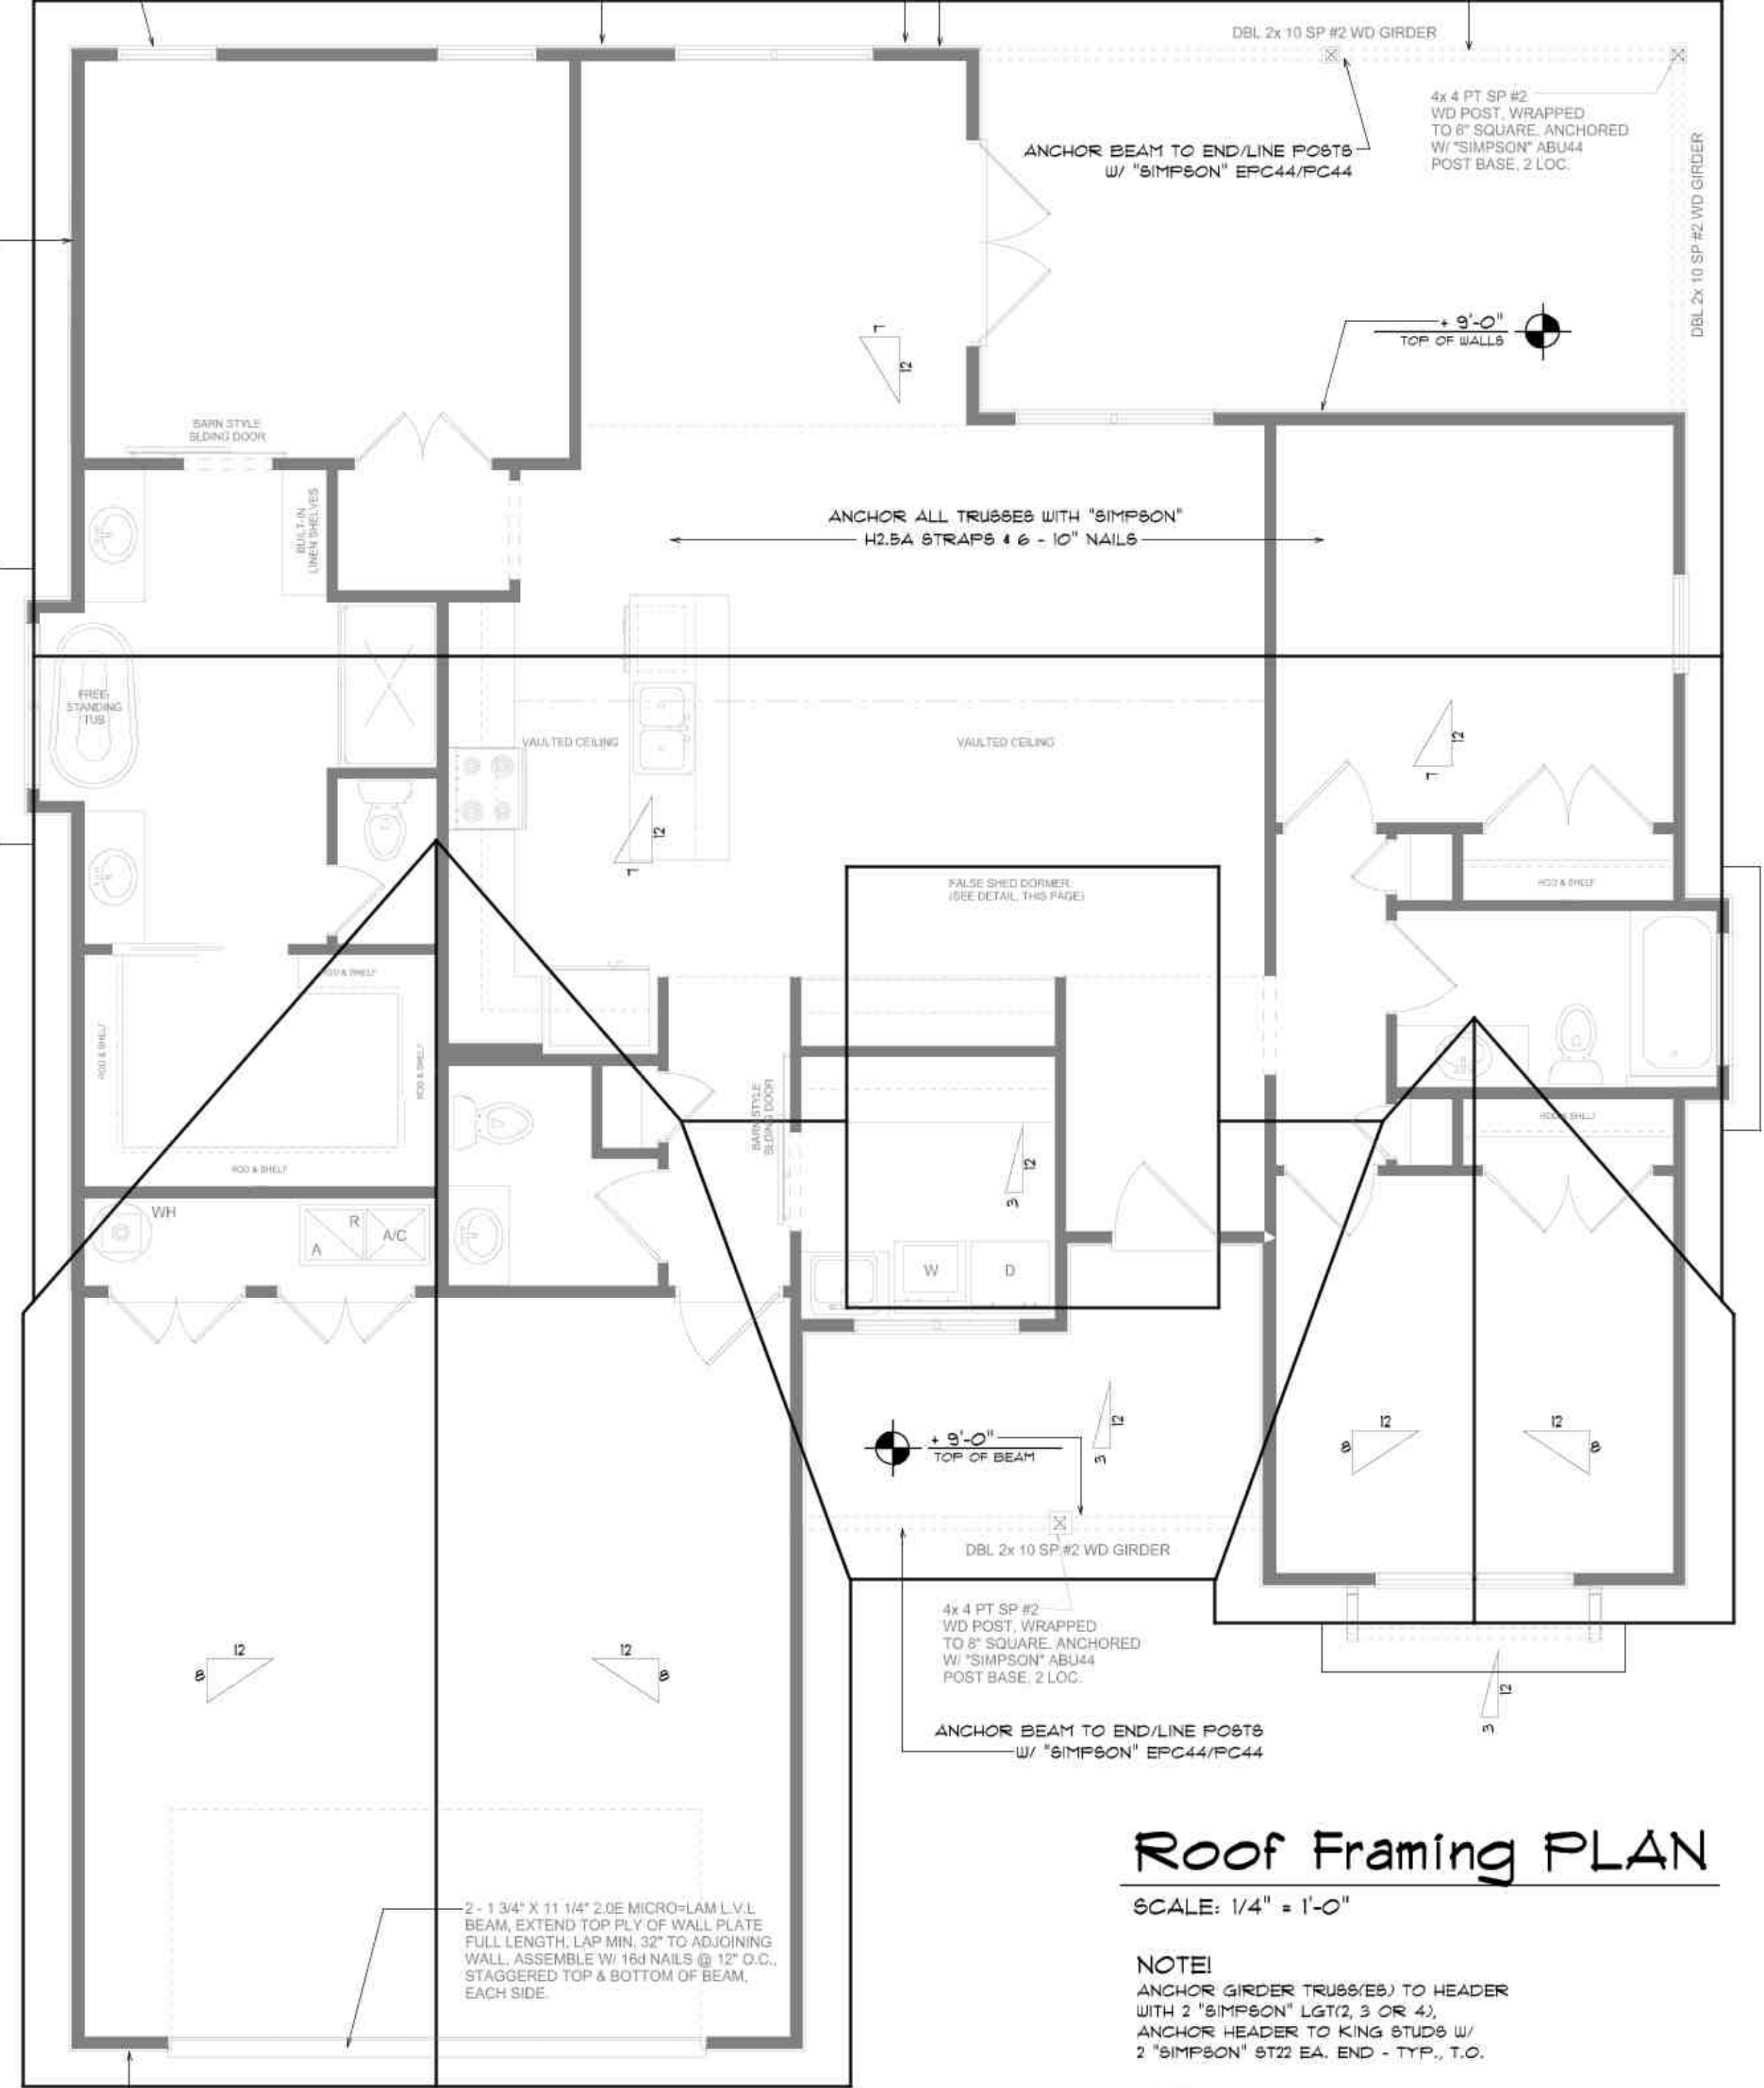 DBL 2x 10 SP #2 WD GIRDER
4x 4 PT SP #2
WD POST, WRAPPED
TO 8" SQUARE, ANCHORED
W/ "SIMPSON" ABU44
POST BASE, 2 LOC.
ANCHOR BEAM TO END/LINE POSTS
W/ "SIMPSON" EPC44/PC44
DBL 2x 10 SP #2 WD GIRDER
+ 9'-0"
TOP OF WALLS
7
12
BARN STYLE
SLDING DOOR
BUILT-IN
LINEN SHELVES
ANCHOR ALL TRUSSES WITH "SIMPSON"
H2.5A STRAPS & 6 - 10" NAILS
FREE
STANDING
TUB
VAULTED CEILING
VAULTED CEILING
12
7
12
7
FALSE SHED DORMER.
(SEE DETAIL, THIS PAGE)
ROD & SHELF
ROD & SHELF
ROD & SHELF
ROD & SHELF
ROD & SHELF
ROD & SHELF
BARN STYLE
SLDING DOOR
12
3
WH
R
A
A/C
W
D
12
3
+ 9'-0"
TOP OF BEAM
12
8
12
8
DBL 2x 10 SP #2 WD GIRDER
4x 4 PT SP #2
WD POST, WRAPPED
TO 8" SQUARE. ANCHORED
W/ "SIMPSON" ABU44
POST BASE, 2 LOC.
12
8
12
8
12
3
ANCHOR BEAM TO END/LINE POSTS
W/ "SIMPSON" EPC44/PC44
Roof Framing PLAN
SCALE: 1/4" = 1'-0"
2 - 1 3/4" X 11 1/4" 2.0E MICRO=LAM L.V.L
BEAM, EXTEND TOP PLY OF WALL PLATE
FULL LENGTH, LAP MIN. 32" TO ADJOINING
WALL, ASSEMBLE W/ 16d NAILS @ 12" O.C.,
STAGGERED TOP & BOTTOM OF BEAM,
EACH SIDE.
NOTE!
ANCHOR GIRDER TRUSS(ES) TO HEADER
WITH 2 "SIMPSON" LGT(2, 3 OR 4),
ANCHOR HEADER TO KING STUDS W/
2 "SIMPSON" ST22 EA. END - TYP., T.O.